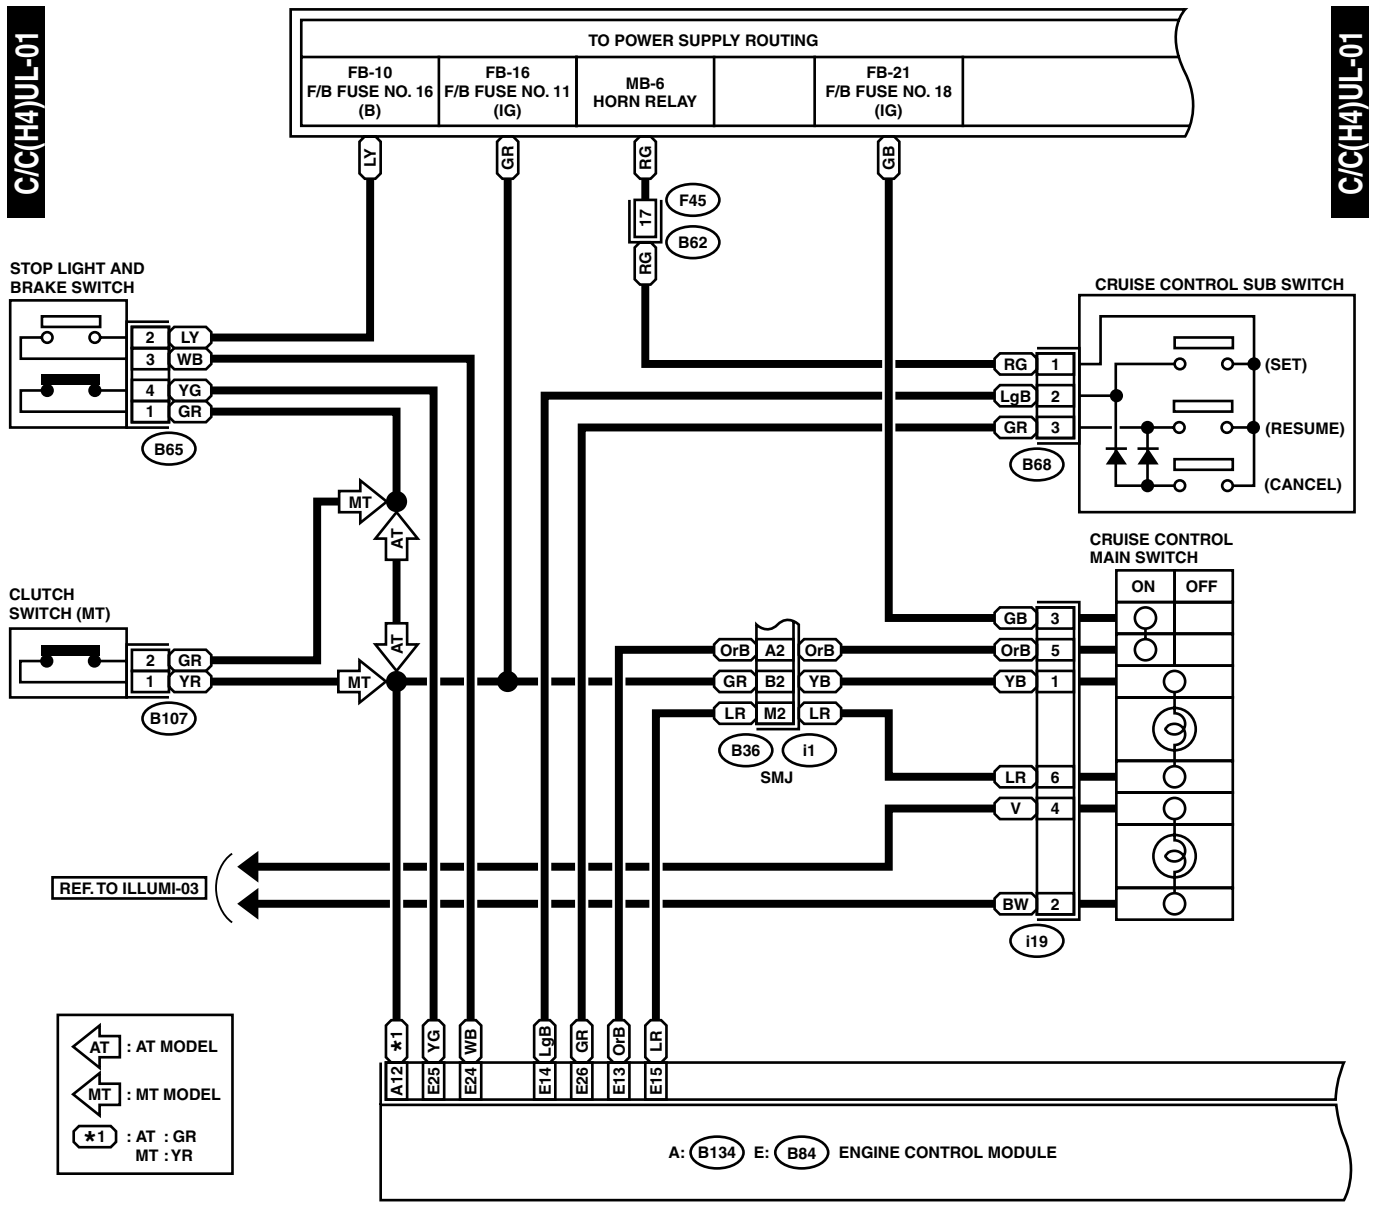 C/C(H4)UL-01
C/C(H4)UL-01
TO POWER SUPPLY ROUTING
FB-10
F/B FUSE NO. 16
(B)
FB-16
F/B FUSE NO. 11
(IG)
MB-6
HORN RELAY
FB-21
F/B FUSE NO. 18
(IG)
LY
GR
RG
GB
17
F45
B62
RG
STOP LIGHT AND
BRAKE SWITCH
2 LY
3 WB
4 YG
1 GR
B65
CRUISE CONTROL SUB SWITCH
RG 1
LgB 2
GR 3
B68
(SET)
(RESUME)
(CANCEL)
MT
AT
CLUTCH
SWITCH (MT)
2 GR
1 YR
B107
AT
MT
CRUISE CONTROL
MAIN SWITCH
ON OFF
OrB A2 OrB
GR B2 YB
LR M2 LR
B36 i1
SMJ
GB 3
OrB 5
YB 1
LR 6
V 4
BW 2
i19
REF. TO ILLUMI-03
AT : AT MODEL
MT : MT MODEL
*1 : AT : GR
MT : YR
*1 YG WB LgB GR OrB LR
A12 E25 E24 E14 E26 E13 E15
A: B134 E: B84 ENGINE CONTROL MODULE